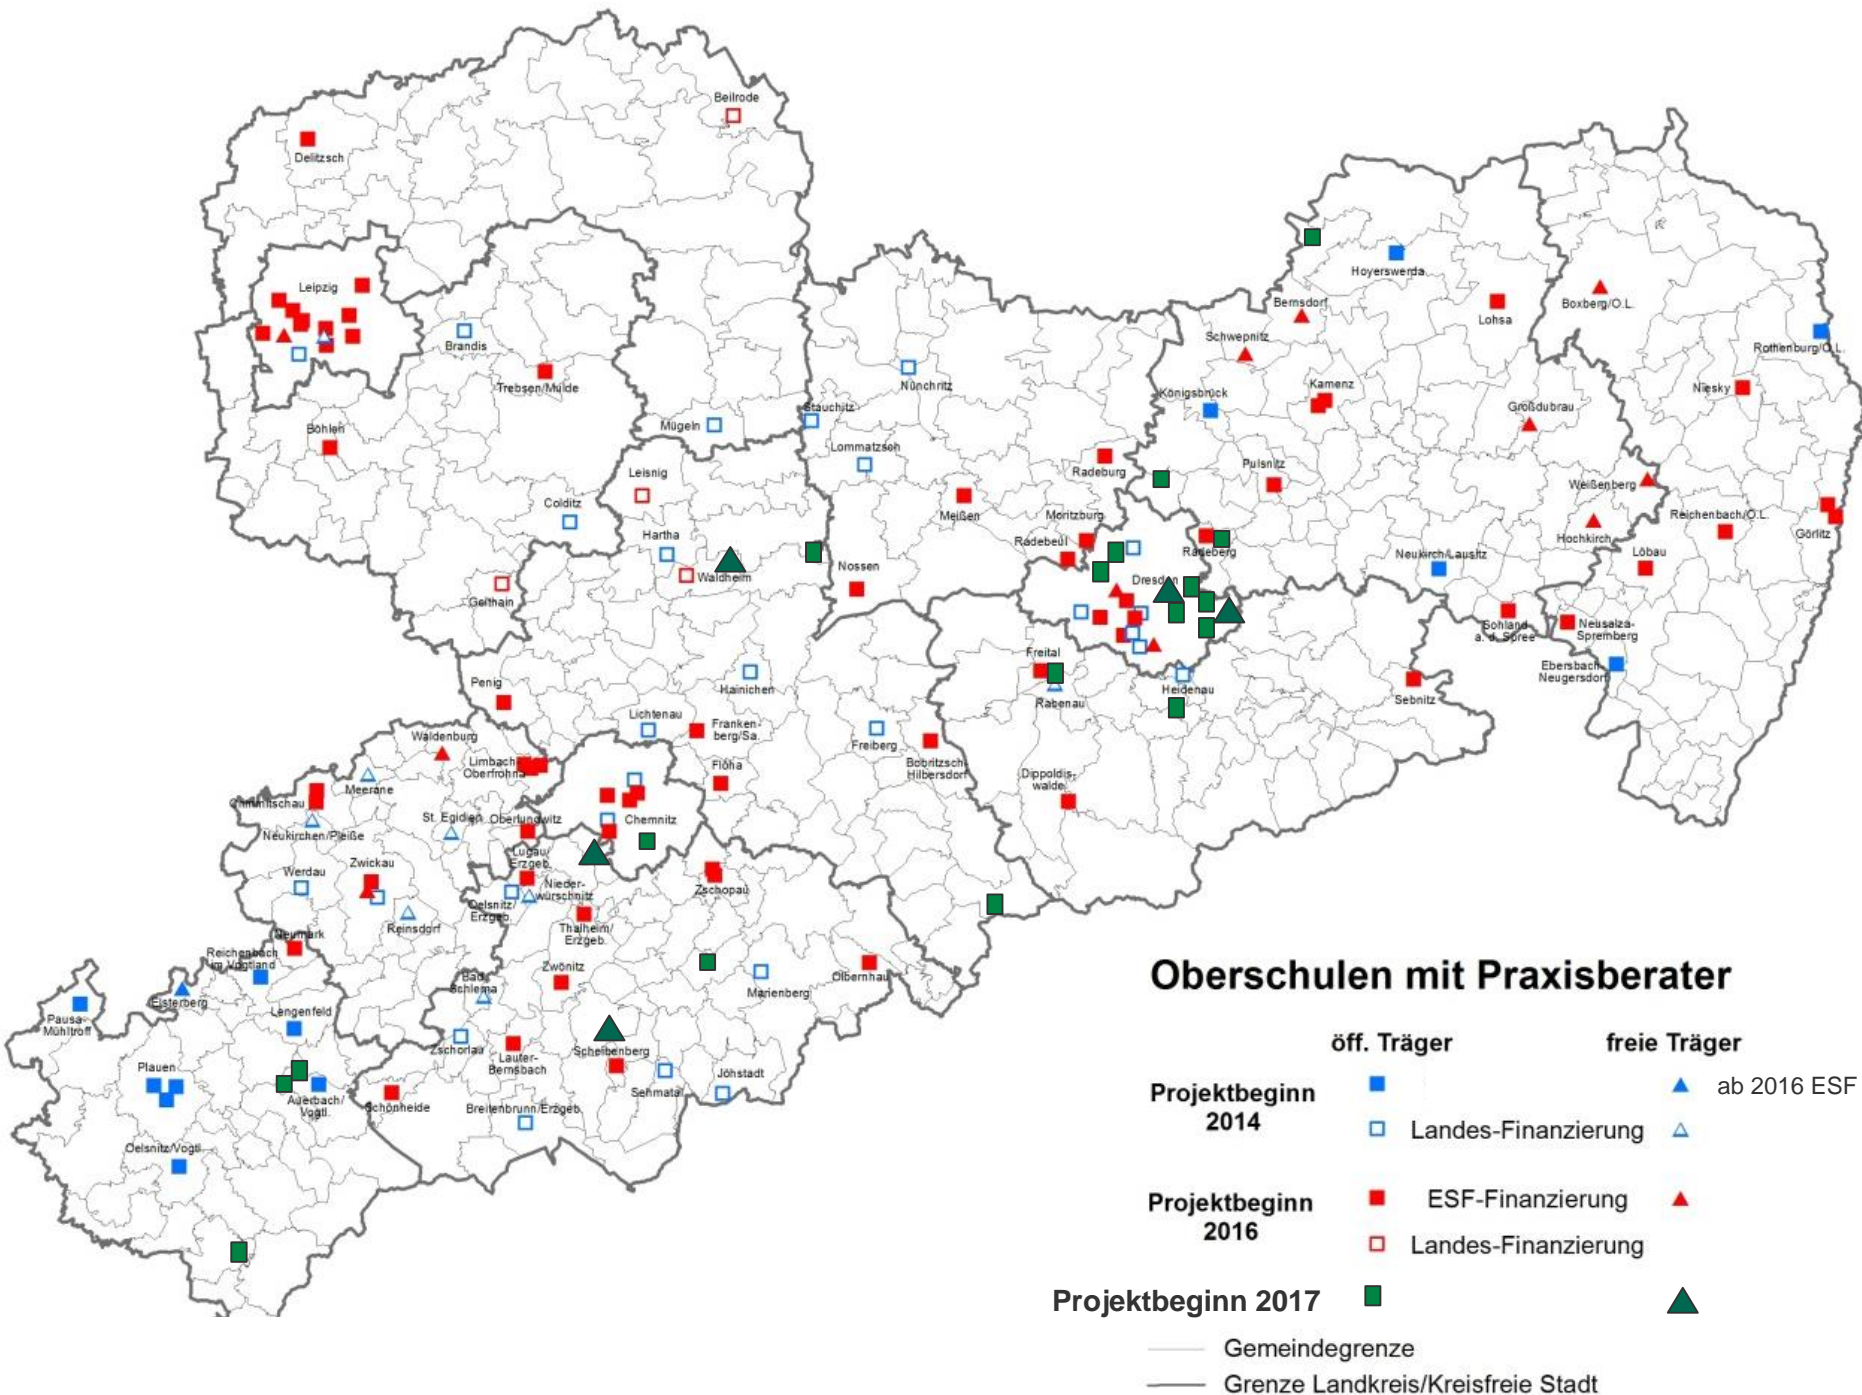 Beilrode
Delitzsch
Leipzig
Hoyerswerda
Boxberg/O.L.
Bernsdorf
Lohsa
Schwepnitz
Rothenburg/O.L.
Brandis
Trebsen/Mulde
Nünchritz
Kamenz
Niesky
Königsbrück
Stauchitz
Großdubrau
Mügeln
Böhlen
Lommatzsch
Radeburg
Pulsnitz
Leisnig
Weißenberg
Colditz
Meißen
Moritzburg
Reichenbach/O.L.
Görlitz
Hartha
Radebeul
Radeberg
Hochkirch
Neukirch/Lausitz
Löbau
Waldheim
Nossen
Dresden
Geithain
Sohland
a. d. Spree
Neusalza-
Spremberg
Freital
Ebersbach-
Neugersdorf
Penig
Hainichen
Rabenau
Heidenau
Sebnitz
Lichtenau
Franken-
berg/Sa.
Waldenburg
Freiberg
Limbach-
Oberfrohna
Flöha
Bobritzsch-
Hilbersdorf
Dippoldis-
walde
Meerane
Crimmitschau
Neukirchen/Pleiße
St. Egidien
Oberlungwitz
Chemnitz
Lugau/
Erzgeb.
Zwickau
Werdau
Nieder-
würschnitz
Zschopau
Oelsnitz/
Erzgeb.
Reinsdorf
Thalheim/
Erzgeb.
Neumark
Reichenbach
im Vogtland
Zwönitz
Bad
Schlema
Marienberg
Olbernhau
Elsterberg
Pausa-
Mühltroff
Lengenfeld
Zschorlau
Lauter-
Bernsbach
Scheibenberg
Plauen
Auerbach/
Vogtl.
Schönheide
Sehmatal
Jöhstadt
Breitenbrunn/Erzgeb.
Oelsnitz/Vogtl.
Oberschulen mit Praxisberater
öff. Träger freie Träger
Projektbeginn
2014
ab 2016 ESF
Landes-Finanzierung
Projektbeginn
2016
ESF-Finanzierung
Landes-Finanzierung
Projektbeginn 2017
Gemeindegrenze
Grenze Landkreis/Kreisfreie Stadt